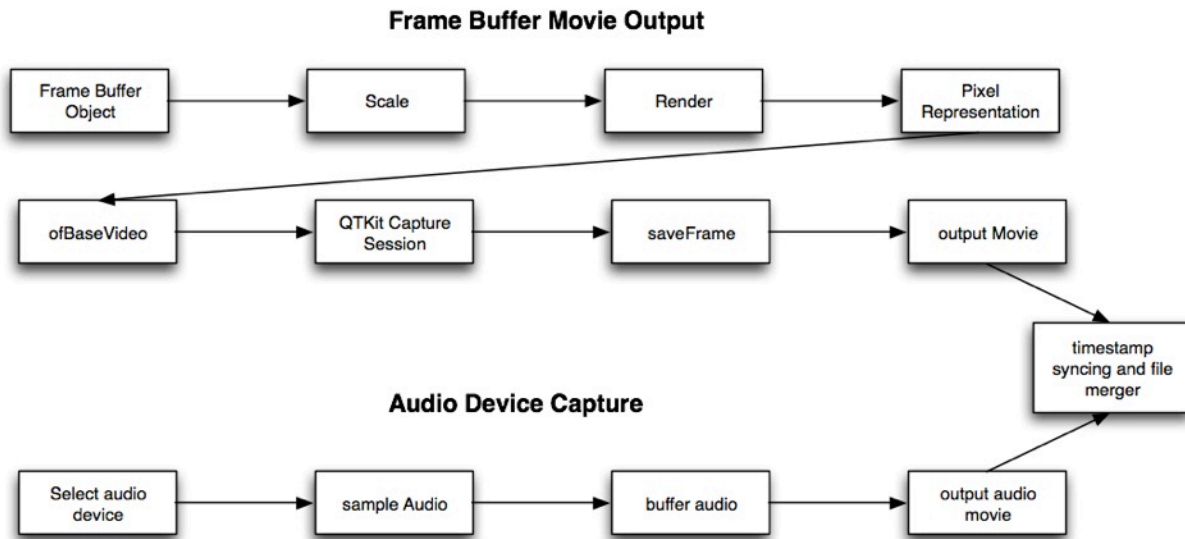 Frame Buffer Movie Output
Frame Buffer
Object
Scale
Render
Pixel
Representation
ofBaseVideo
QTKit Capture
Session
saveFrame
output Movie
timestamp
syncing and file
merger
Audio Device Capture
Select audio
device
sample Audio
buffer audio
output audio
movie